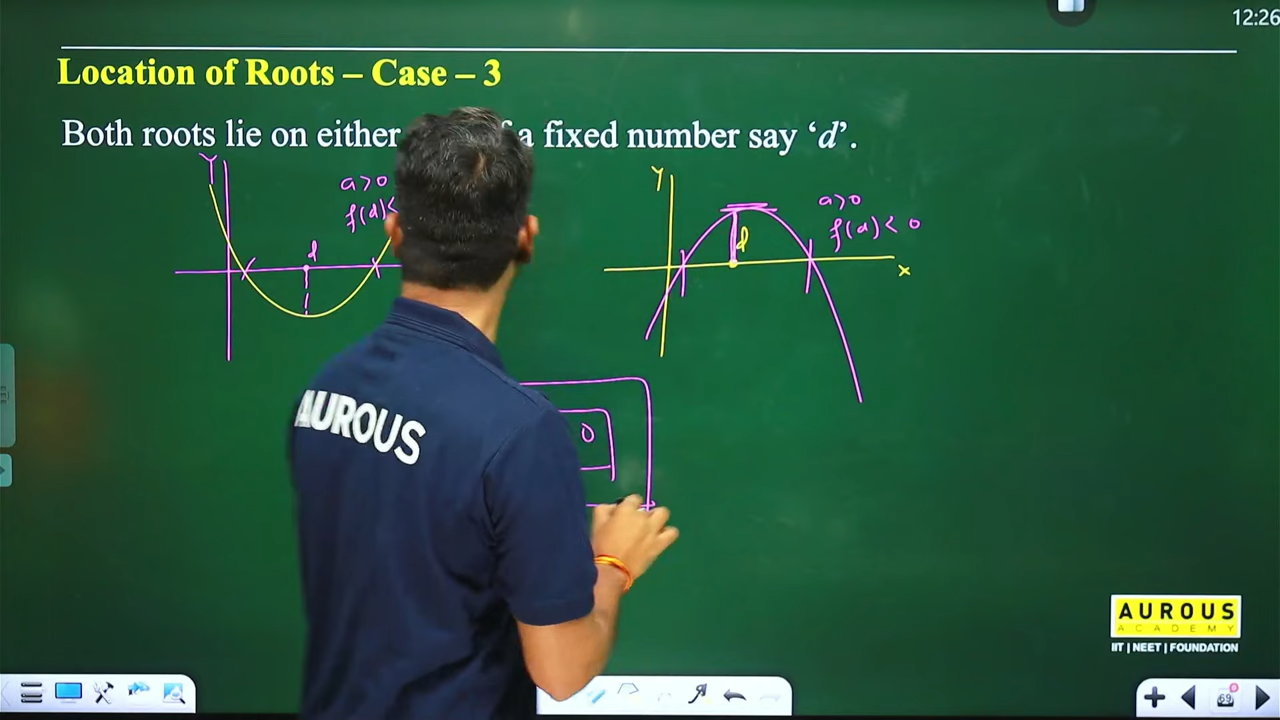 12:26
Location of Roots – Case – 3
Both roots lie on either a fixed number say ‘d’.
Y
a>0
f(d)<
d
Y
a>0
f(d)< 0
d
x
0
AUROUS
AUROUS
ACADEMY
IIT | NEET | FOUNDATION
69